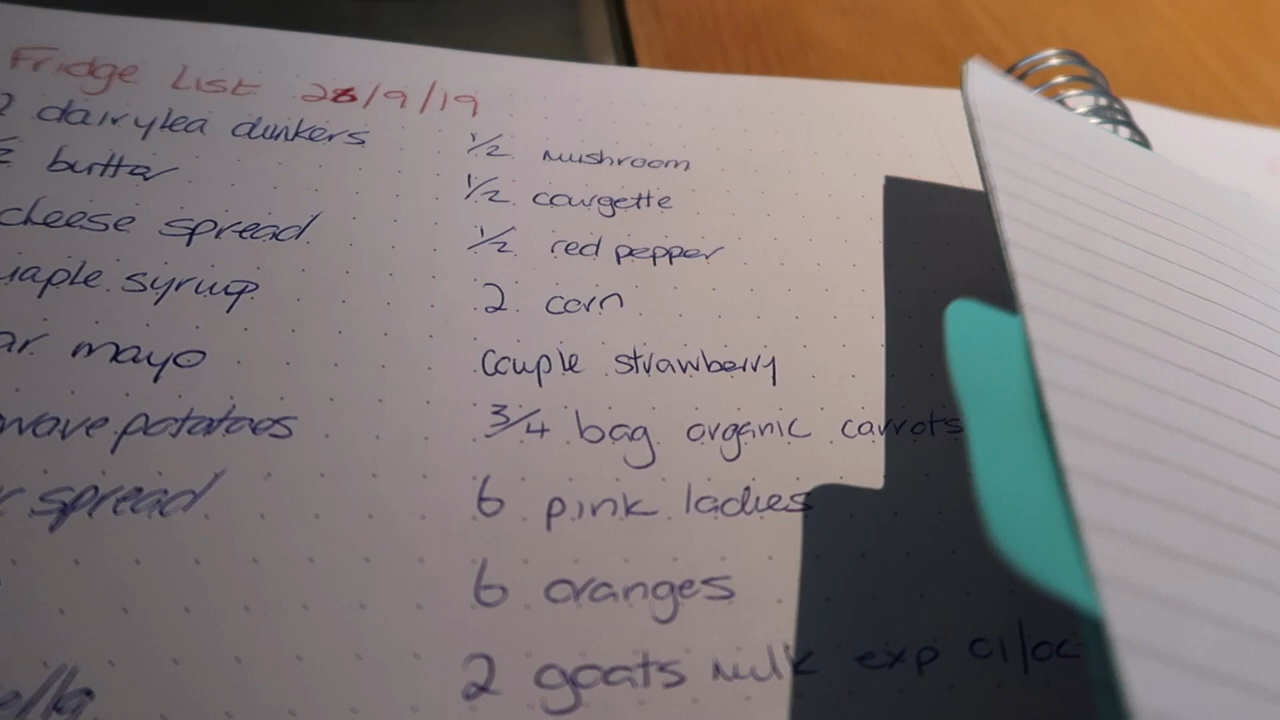 Fridge List 28/9/19
2 dairylea dunkers
butter
cheese spread
syrup
mayo
potatoes
spread
1/2 mushroom
1/2 courgette
1/2 red pepper
2 corn
couple strawberry
3/4 bag organic carrots
6 pink ladies
6 oranges
2 goats milk exp 01/